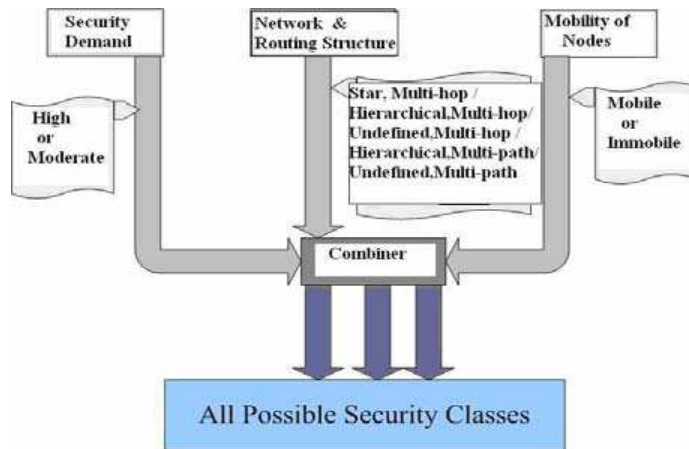 Security
Demand
Network & 
Routing Structure
Mobility of
Nodes
High
or
Moderate
Star, Multi-hop /
Hierarchical,Multi-hop/
Undefined,Multi-hop /
Hierarchical,Multi-path/
Undefined,Multi-path
Mobile
or
Immobile
Combiner
All Possible Security Classes